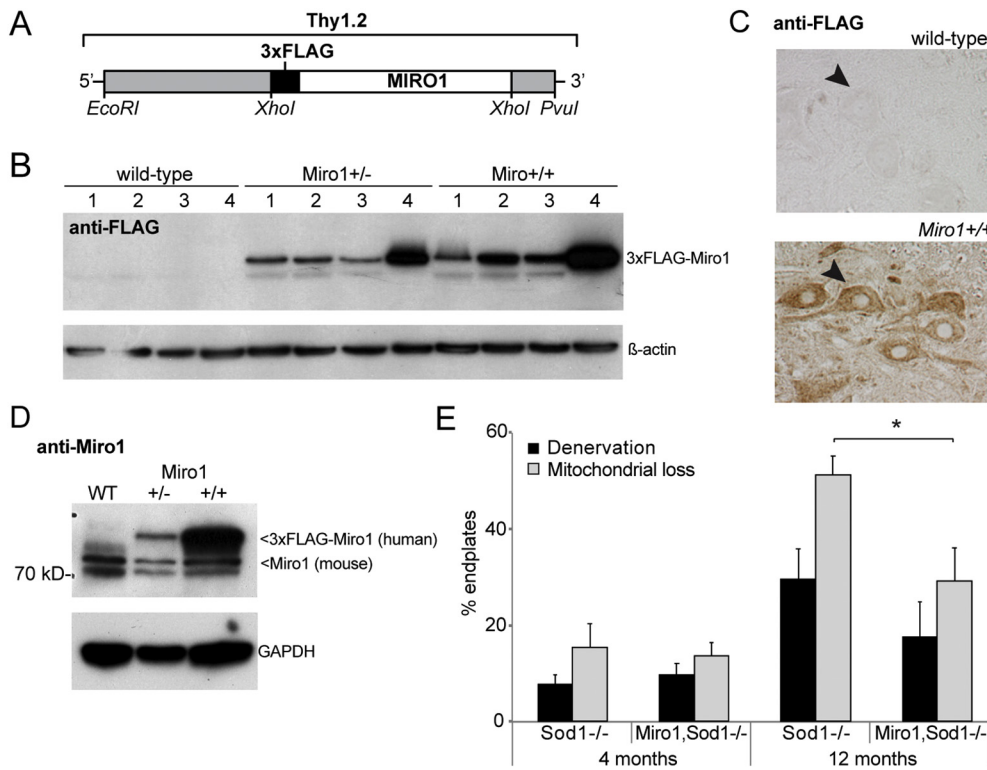 A
Thy1.2
3xFLAG
5’
MIRO1
3’
EcoRI
XhoI
XhoI
PvuI
B
wild-type
Miro1+/-
Miro+/+
1 2 3 4 1 2 3 4 1 2 3 4
anti-FLAG
3xFLAG-Miro1
ß-actin
C
anti-FLAG
wild-type
Miro1+/+
D
anti-Miro1
Miro1
WT +/- +/+
<3xFLAG-Miro1 (human)
<Miro1 (mouse)
70 kD-
GAPDH
E
60
40
20
0
% endplates
Denervation
Mitochondrial loss
*
Sod1-/- Miro1,Sod1-/- Sod1-/- Miro1,Sod1-/-
4 months 12 months